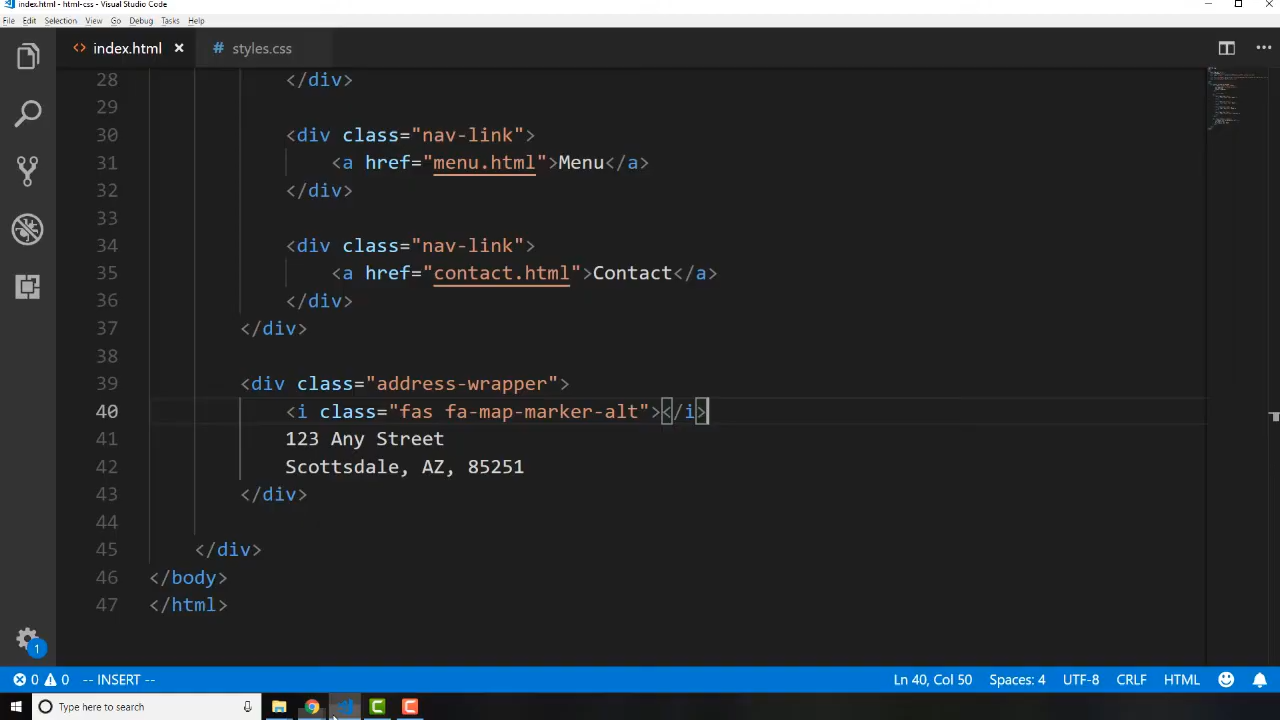 index.html - html-css - Visual Studio Code
File Edit Selection View Go Debug Tasks Help
<> index.html × # styles.css
28 </div>
29
30 <div class="nav-link">
31 <a href="menu.html">Menu</a>
32 </div>
33
34 <div class="nav-link">
35 <a href="contact.html">Contact</a>
36 </div>
37 </div>
38
39 <div class="address-wrapper">
40 <i class="fas fa-map-marker-alt"></i>
41 123 Any Street
42 Scottsdale, AZ, 85251
43 </div>
44
45 </div>
46 </body>
47 </html>
1
0 0 -- INSERT -- Ln 40, Col 50 Spaces: 4 UTF-8 CRLF HTML
Type here to search